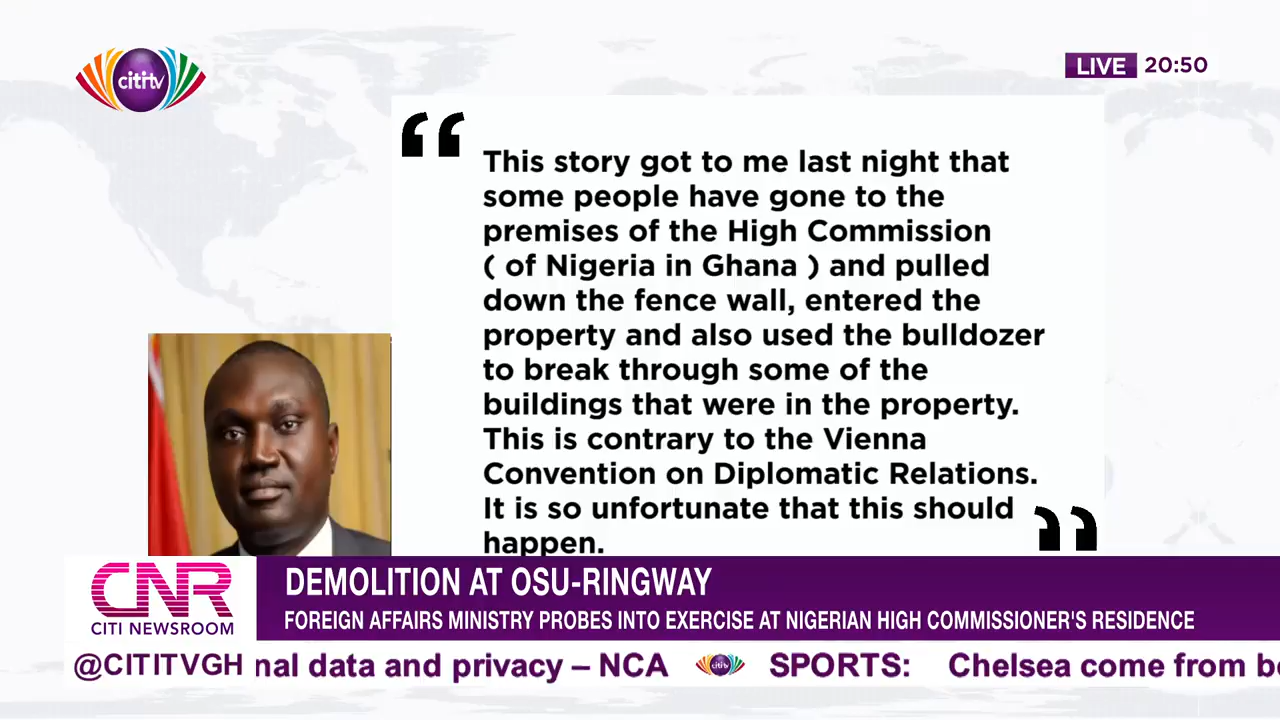 cititv
LIVE 20:50
“
This story got to me last night that
some people have gone to the
premises of the High Commission
( of Nigeria in Ghana ) and pulled
down the fence wall, entered the
property and also used the bulldozer
to break through some of the
buildings that were in the property.
This is contrary to the Vienna
Convention on Diplomatic Relations.
It is so unfortunate that this should
happen.
”
CNR
CITI NEWSROOM
DEMOLITION AT OSU-RINGWAY
FOREIGN AFFAIRS MINISTRY PROBES INTO EXERCISE AT NIGERIAN HIGH COMMISSIONER'S RESIDENCE
@CITITVGH nal data and privacy – NCA cititv SPORTS: Chelsea come from be